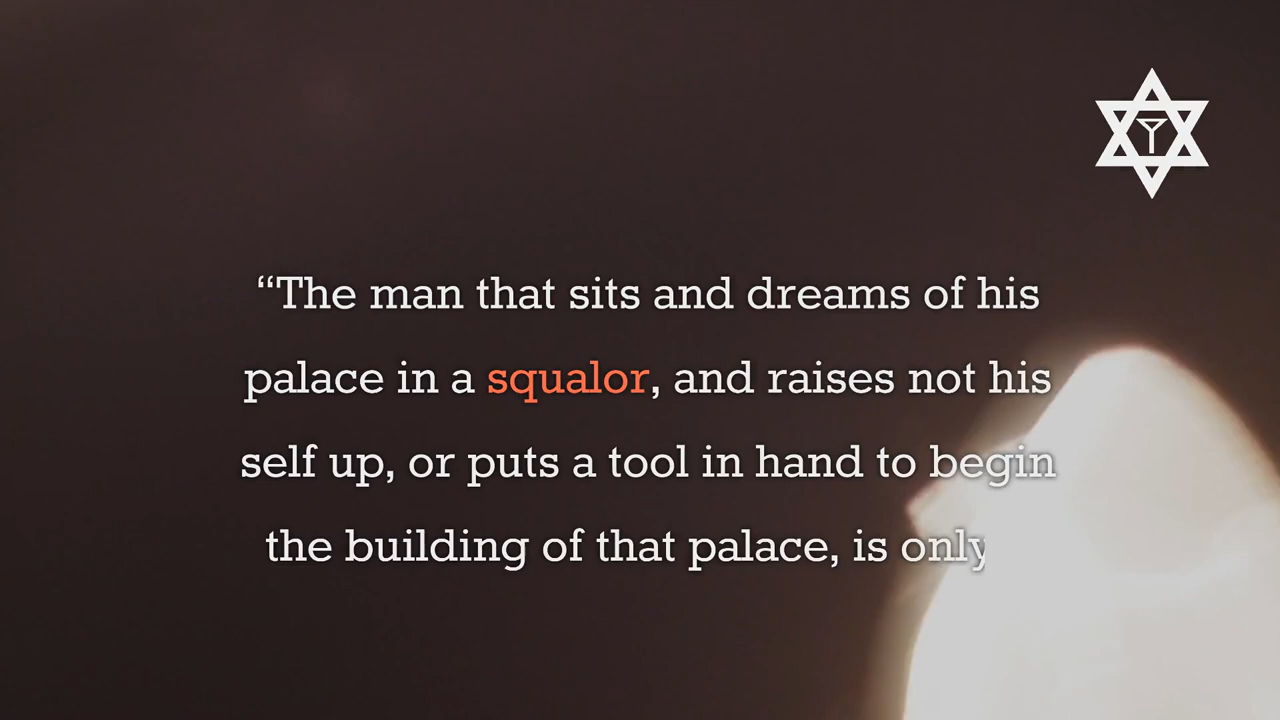 “The man that sits and dreams of his
palace in a squalor, and raises not his
self up, or puts a tool in hand to begin
the building of that palace, is only